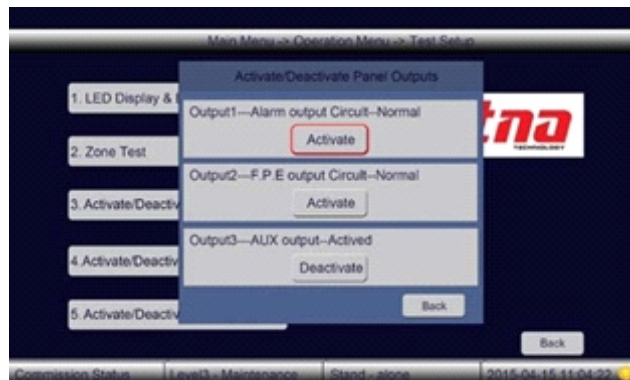 Main Menu -> Operation Menu -> Test Setup
Activate/Deactivate Panel Outputs
1. LED Display &
Output1---Alarm output Circuit--Normal
Activate
tna
TECHNOLOGY
2. Zone Test
Output2---F.P.E output Circuit--Normal
3. Activate/Deactiv
Activate
Output3---AUX output--Actived
4.Activate/Deactiv
Deactivate
Back
5. Activate/Deactiv
Back
Commission Status
Level3 - Maintenance
Stand - alone
2015-04-15 11:04:22